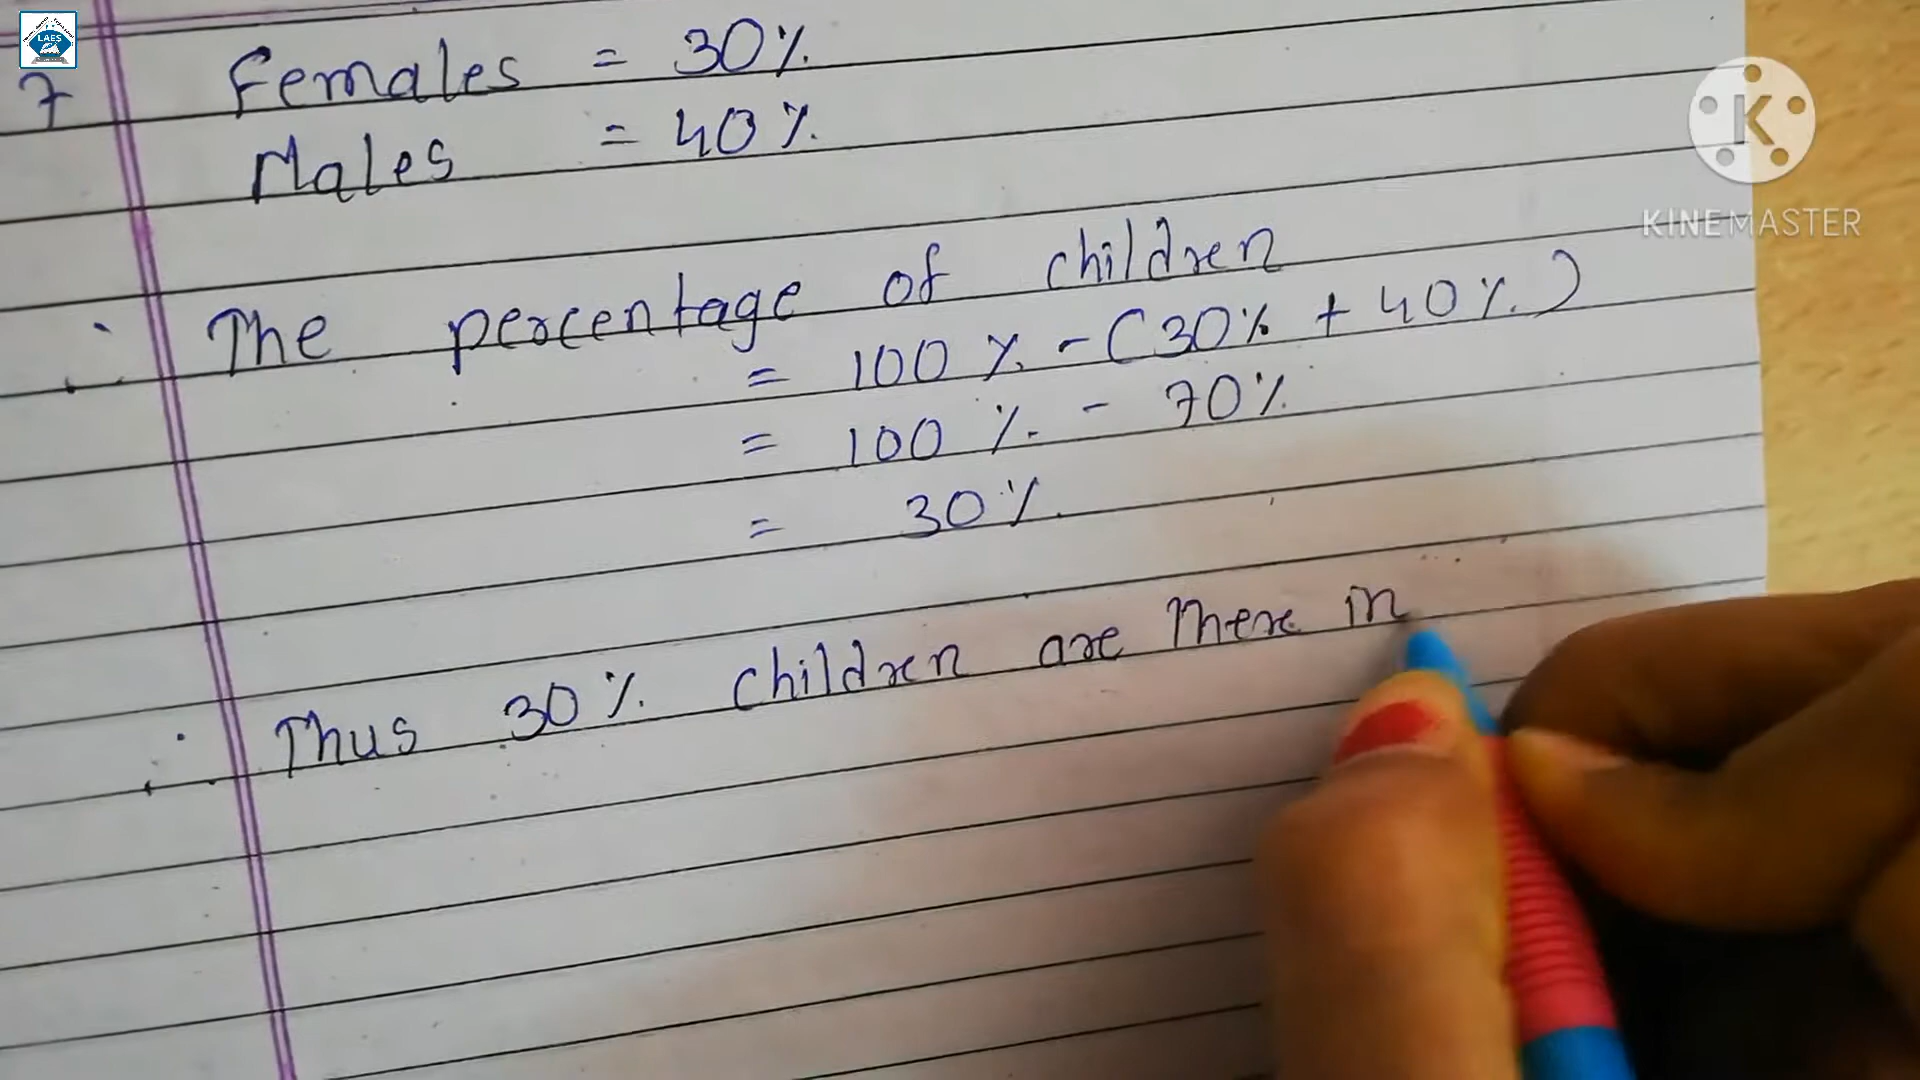 LAES
7 Females = 30%
Males = 40%
∴ The percentage of children
= 100% - (30% + 40%)
= 100% - 70%
= 30%
∴ Thus 30% children are there in
K
KINEMASTER